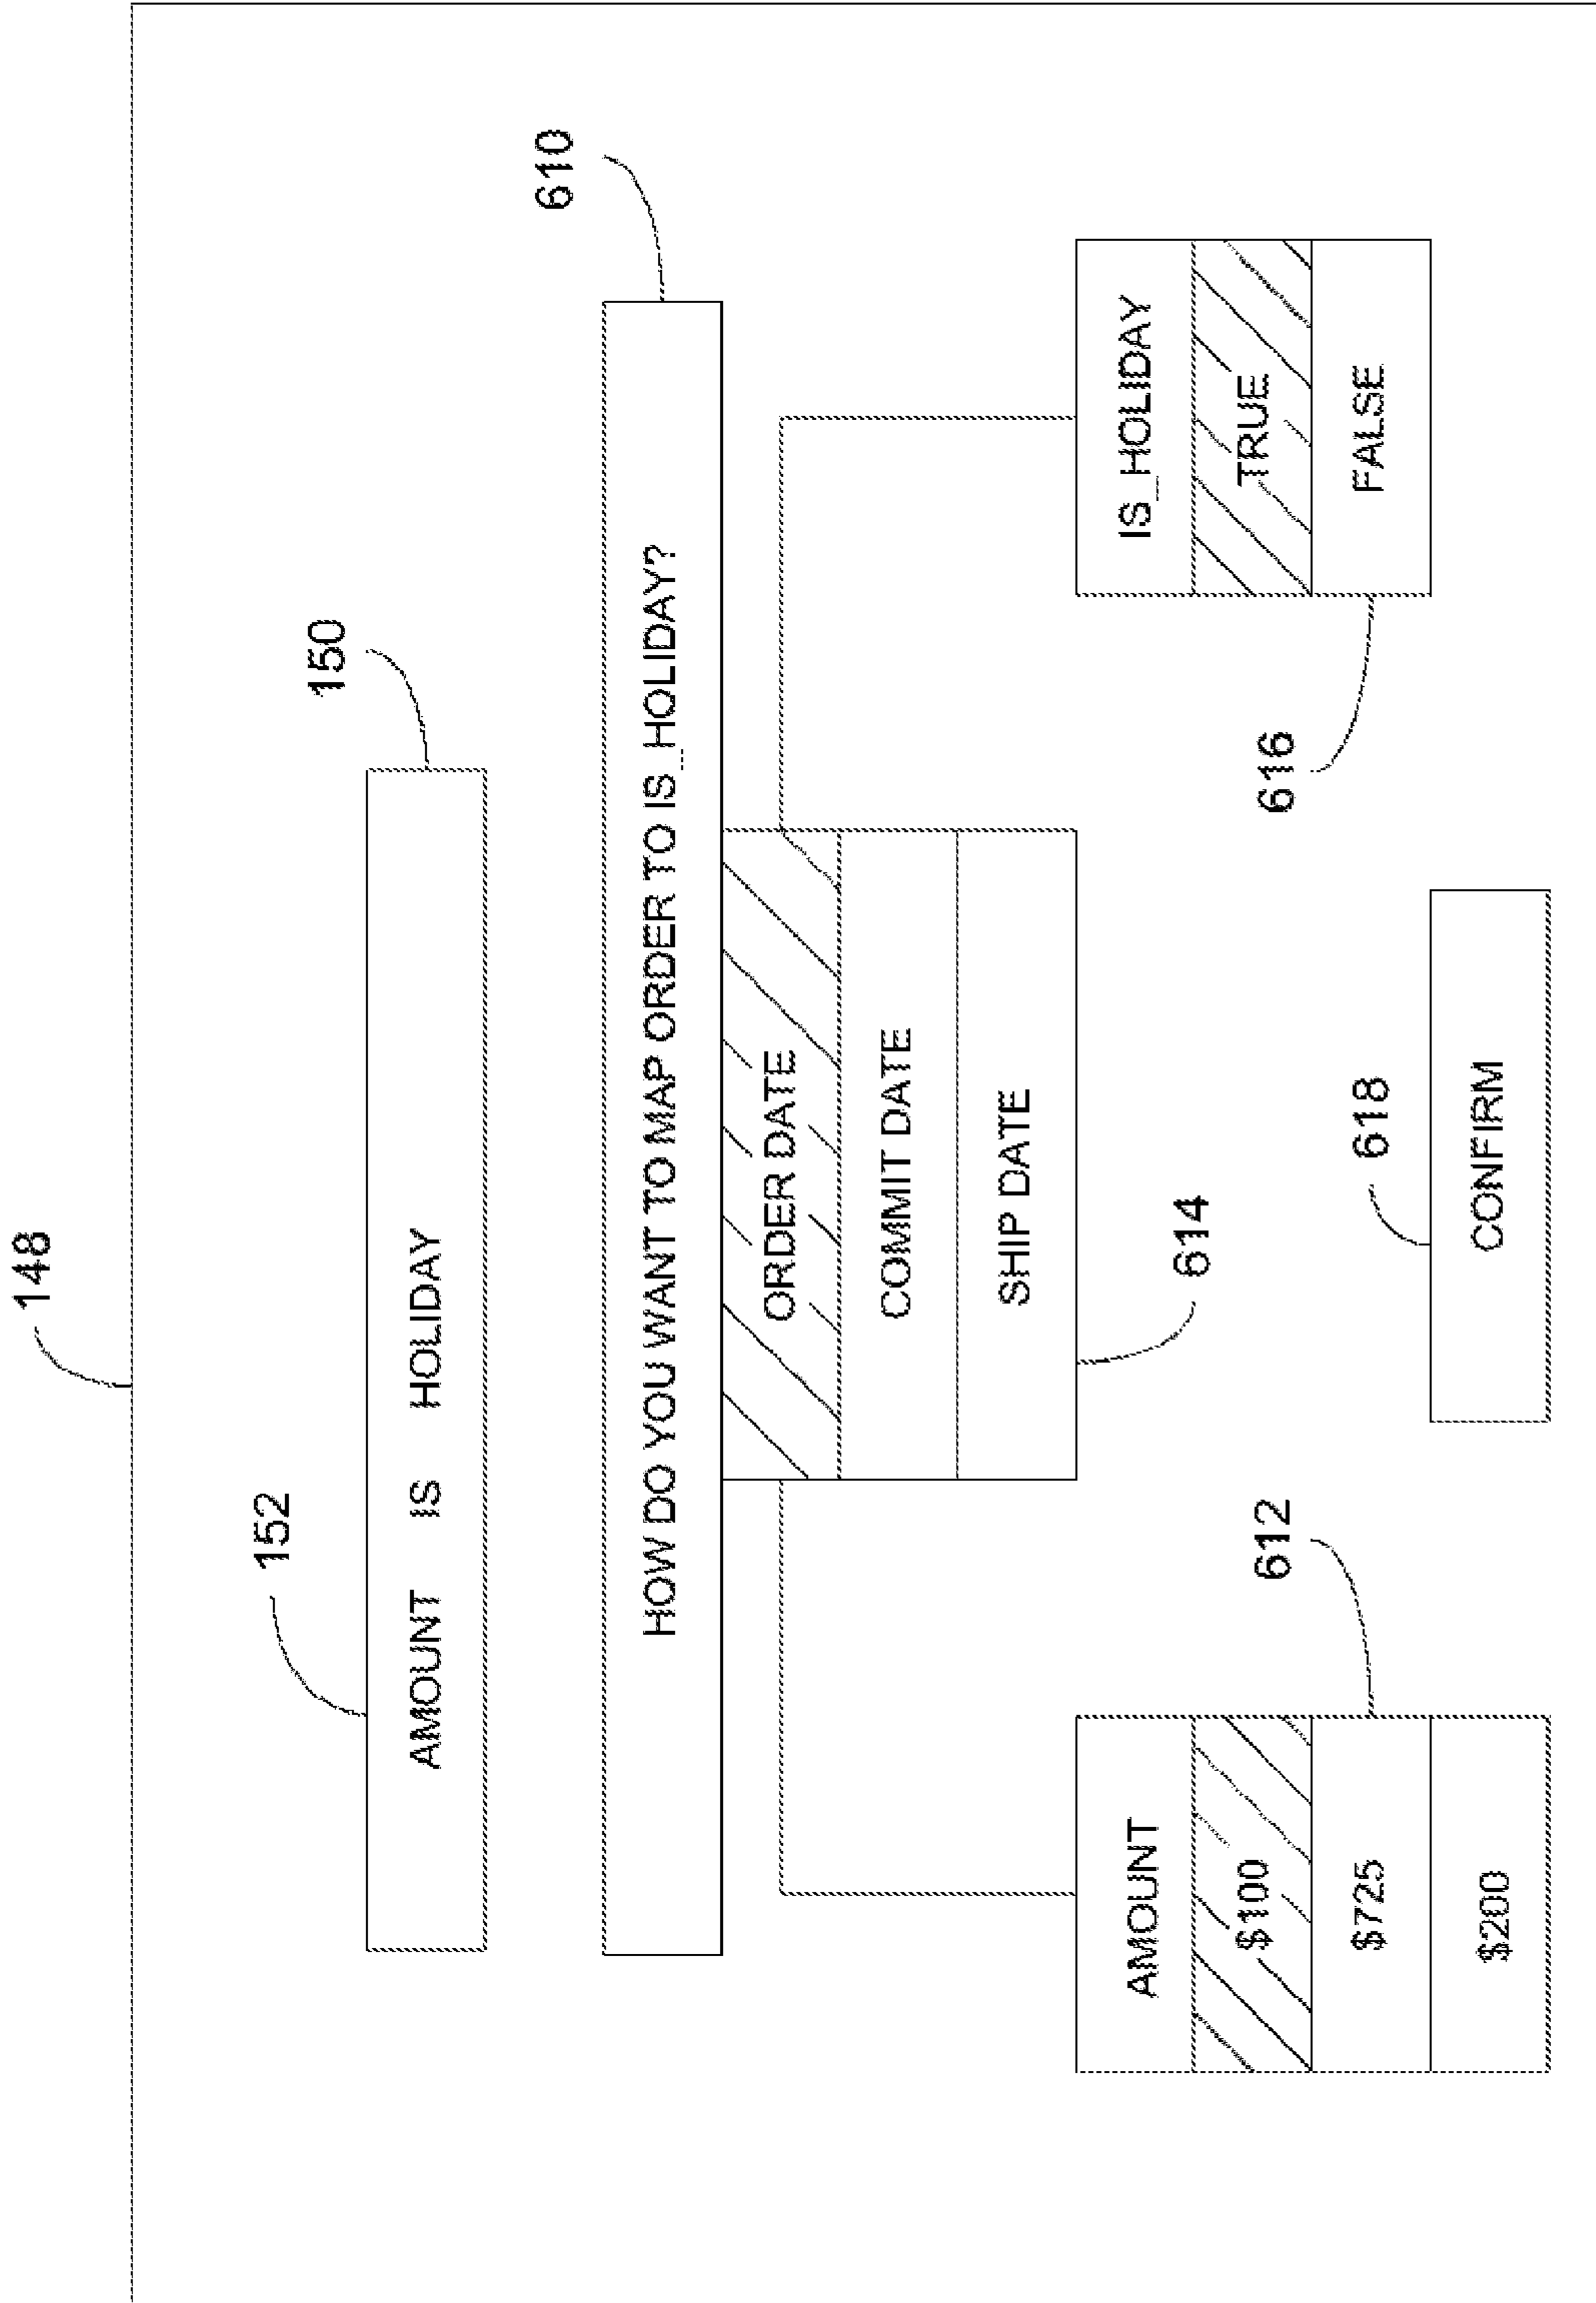 148
152
150
AMOUNT IS HOLIDAY
610
HOW DO YOU WANT TO MAP ORDER TO IS_HOLIDAY?
ORDER DATE
COMMIT DATE
SHIP DATE
614
AMOUNT
$100
$725
$200
612
IS_HOLIDAY
TRUE
FALSE
616
618
CONFIRM